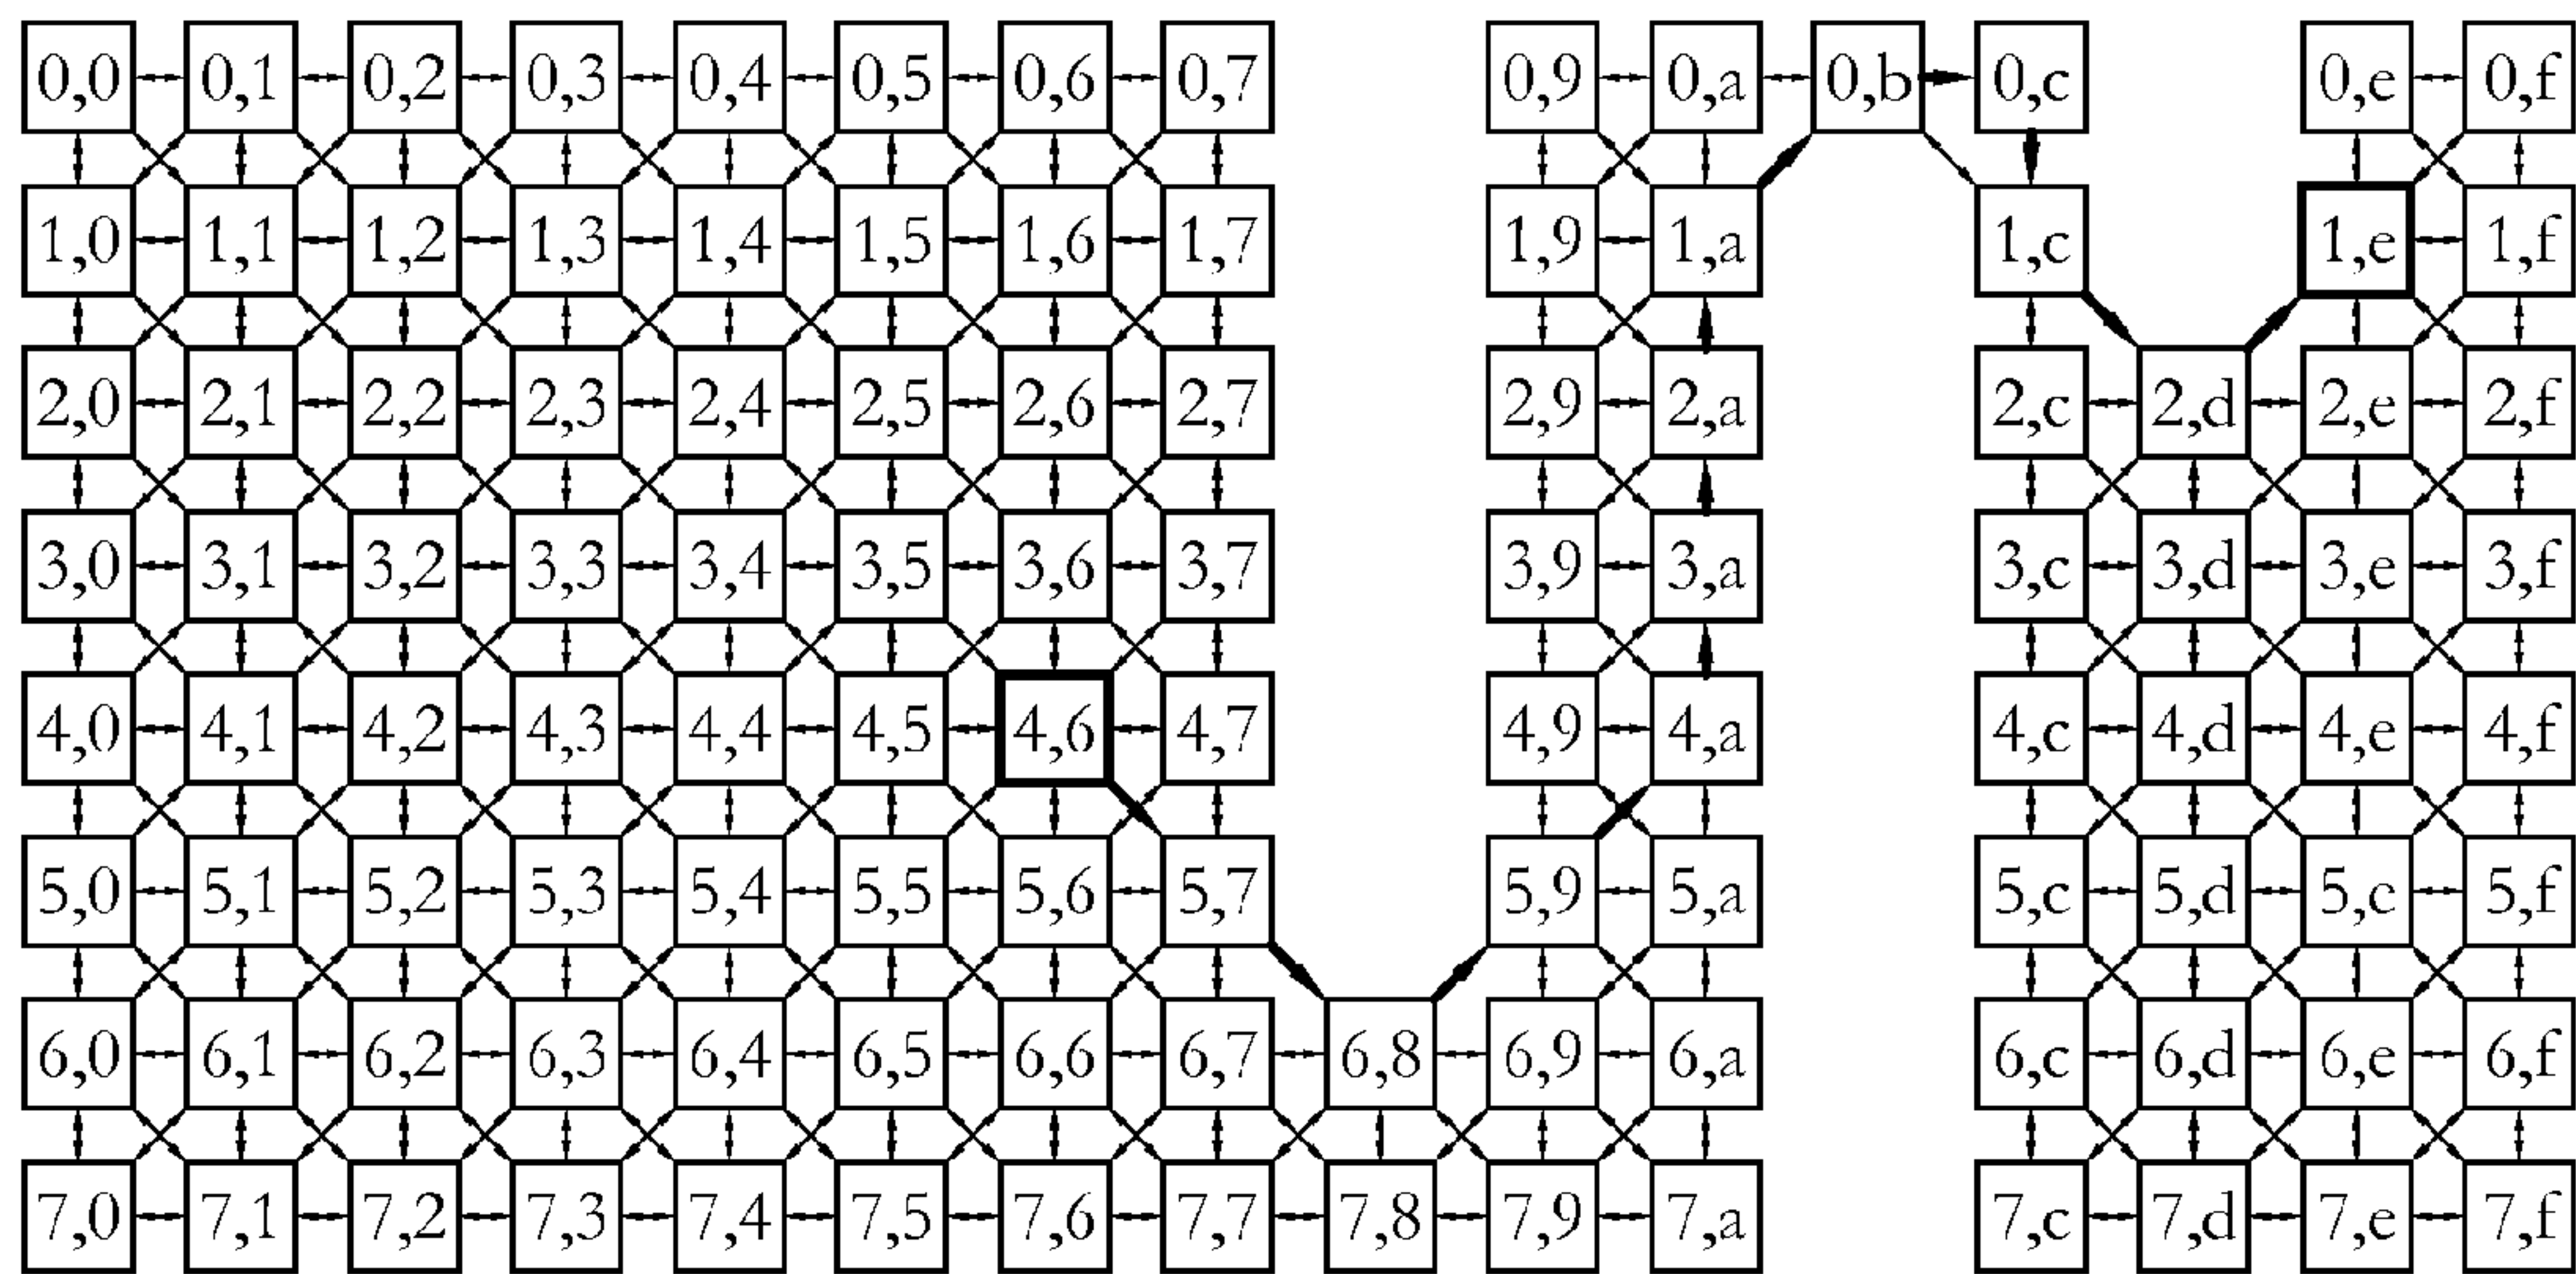 0,0 0,1 0,2 0,3 0,4 0,5 0,6 0,7 0,9 0,a 0,b 0,c 0,e 0,f
1,0 1,1 1,2 1,3 1,4 1,5 1,6 1,7 1,9 1,a 1,c 1,e 1,f
2,0 2,1 2,2 2,3 2,4 2,5 2,6 2,7 2,9 2,a 2,c 2,d 2,e 2,f
3,0 3,1 3,2 3,3 3,4 3,5 3,6 3,7 3,9 3,a 3,c 3,d 3,e 3,f
4,0 4,1 4,2 4,3 4,4 4,5 4,6 4,7 4,9 4,a 4,c 4,d 4,e 4,f
5,0 5,1 5,2 5,3 5,4 5,5 5,6 5,7 5,9 5,a 5,c 5,d 5,c 5,f
6,0 6,1 6,2 6,3 6,4 6,5 6,6 6,7 6,8 6,9 6,a 6,c 6,d 6,e 6,f
7,0 7,1 7,2 7,3 7,4 7,5 7,6 7,7 7,8 7,9 7,a 7,c 7,d 7,e 7,f